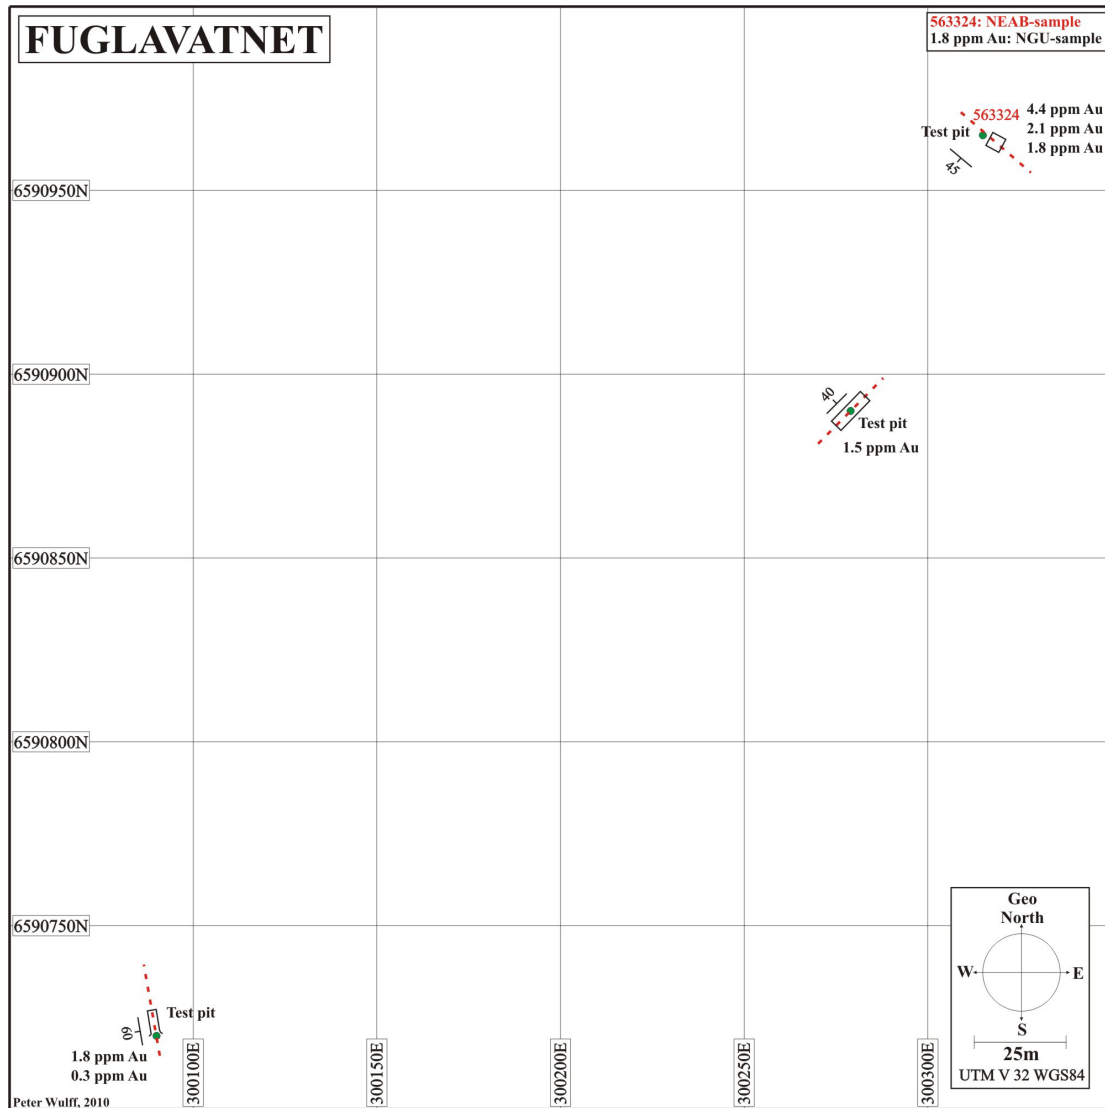 FUGLAVATNET
563324: NEAB-sample
1.8 ppm Au: NGU-sample
563324
4.4 ppm Au
Test pit
2.1 ppm Au
1.8 ppm Au
45
6590950N
6590900N
40
Test pit
1.5 ppm Au
6590850N
6590800N
6590750N
Geo
North
W
E
S
25m
UTM V 32 WGS84
Test pit
60
1.8 ppm Au
0.3 ppm Au
300100E
300150E
300200E
300250E
300300E
Peter Wulff, 2010